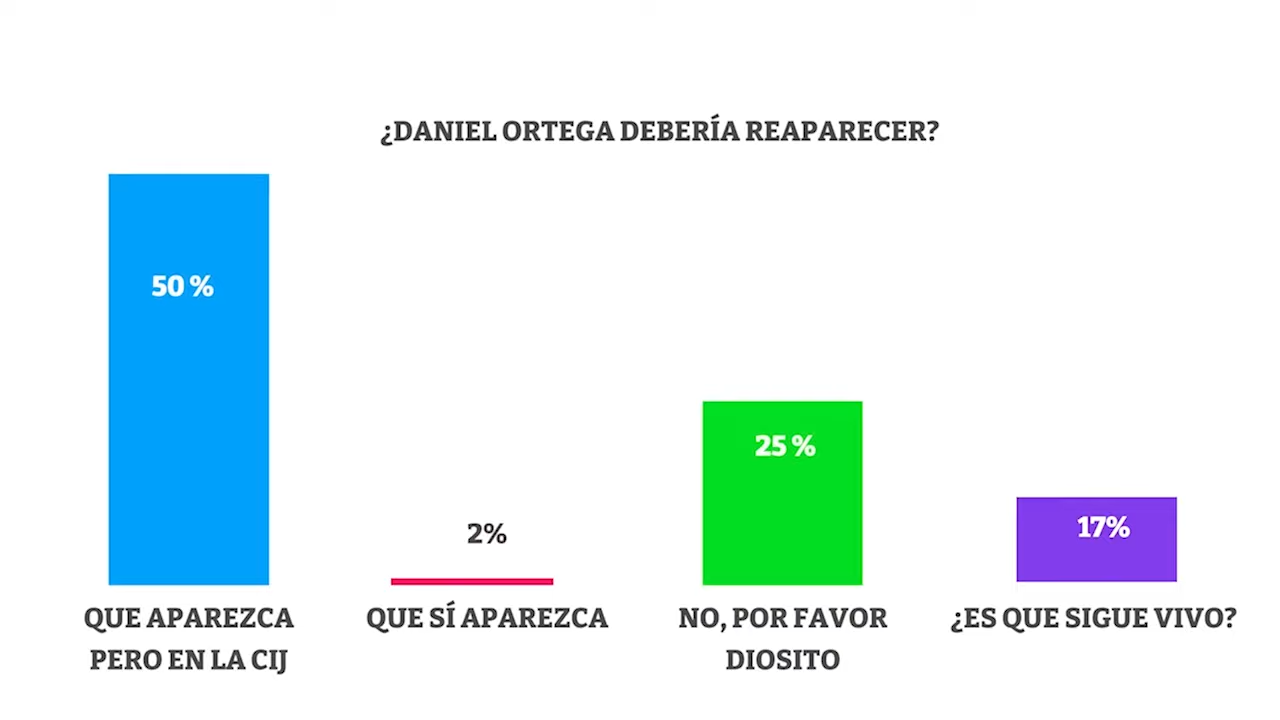 ¿DANIEL ORTEGA DEBERÍA REAPARECER?
50 %
2%
25 %
17%
QUE APAREZCA
PERO EN LA CIJ
QUE SÍ APAREZCA
NO, POR FAVOR
DIOSITO
¿ES QUE SIGUE VIVO?